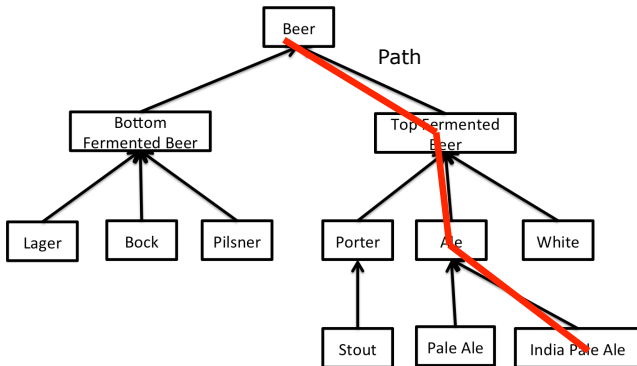 Beer
Path
Bottom
Fermented Beer
Top Fermented
Beer
Lager
Bock
Pilsner
Porter
Ale
White
Stout
Pale Ale
India Pale Ale